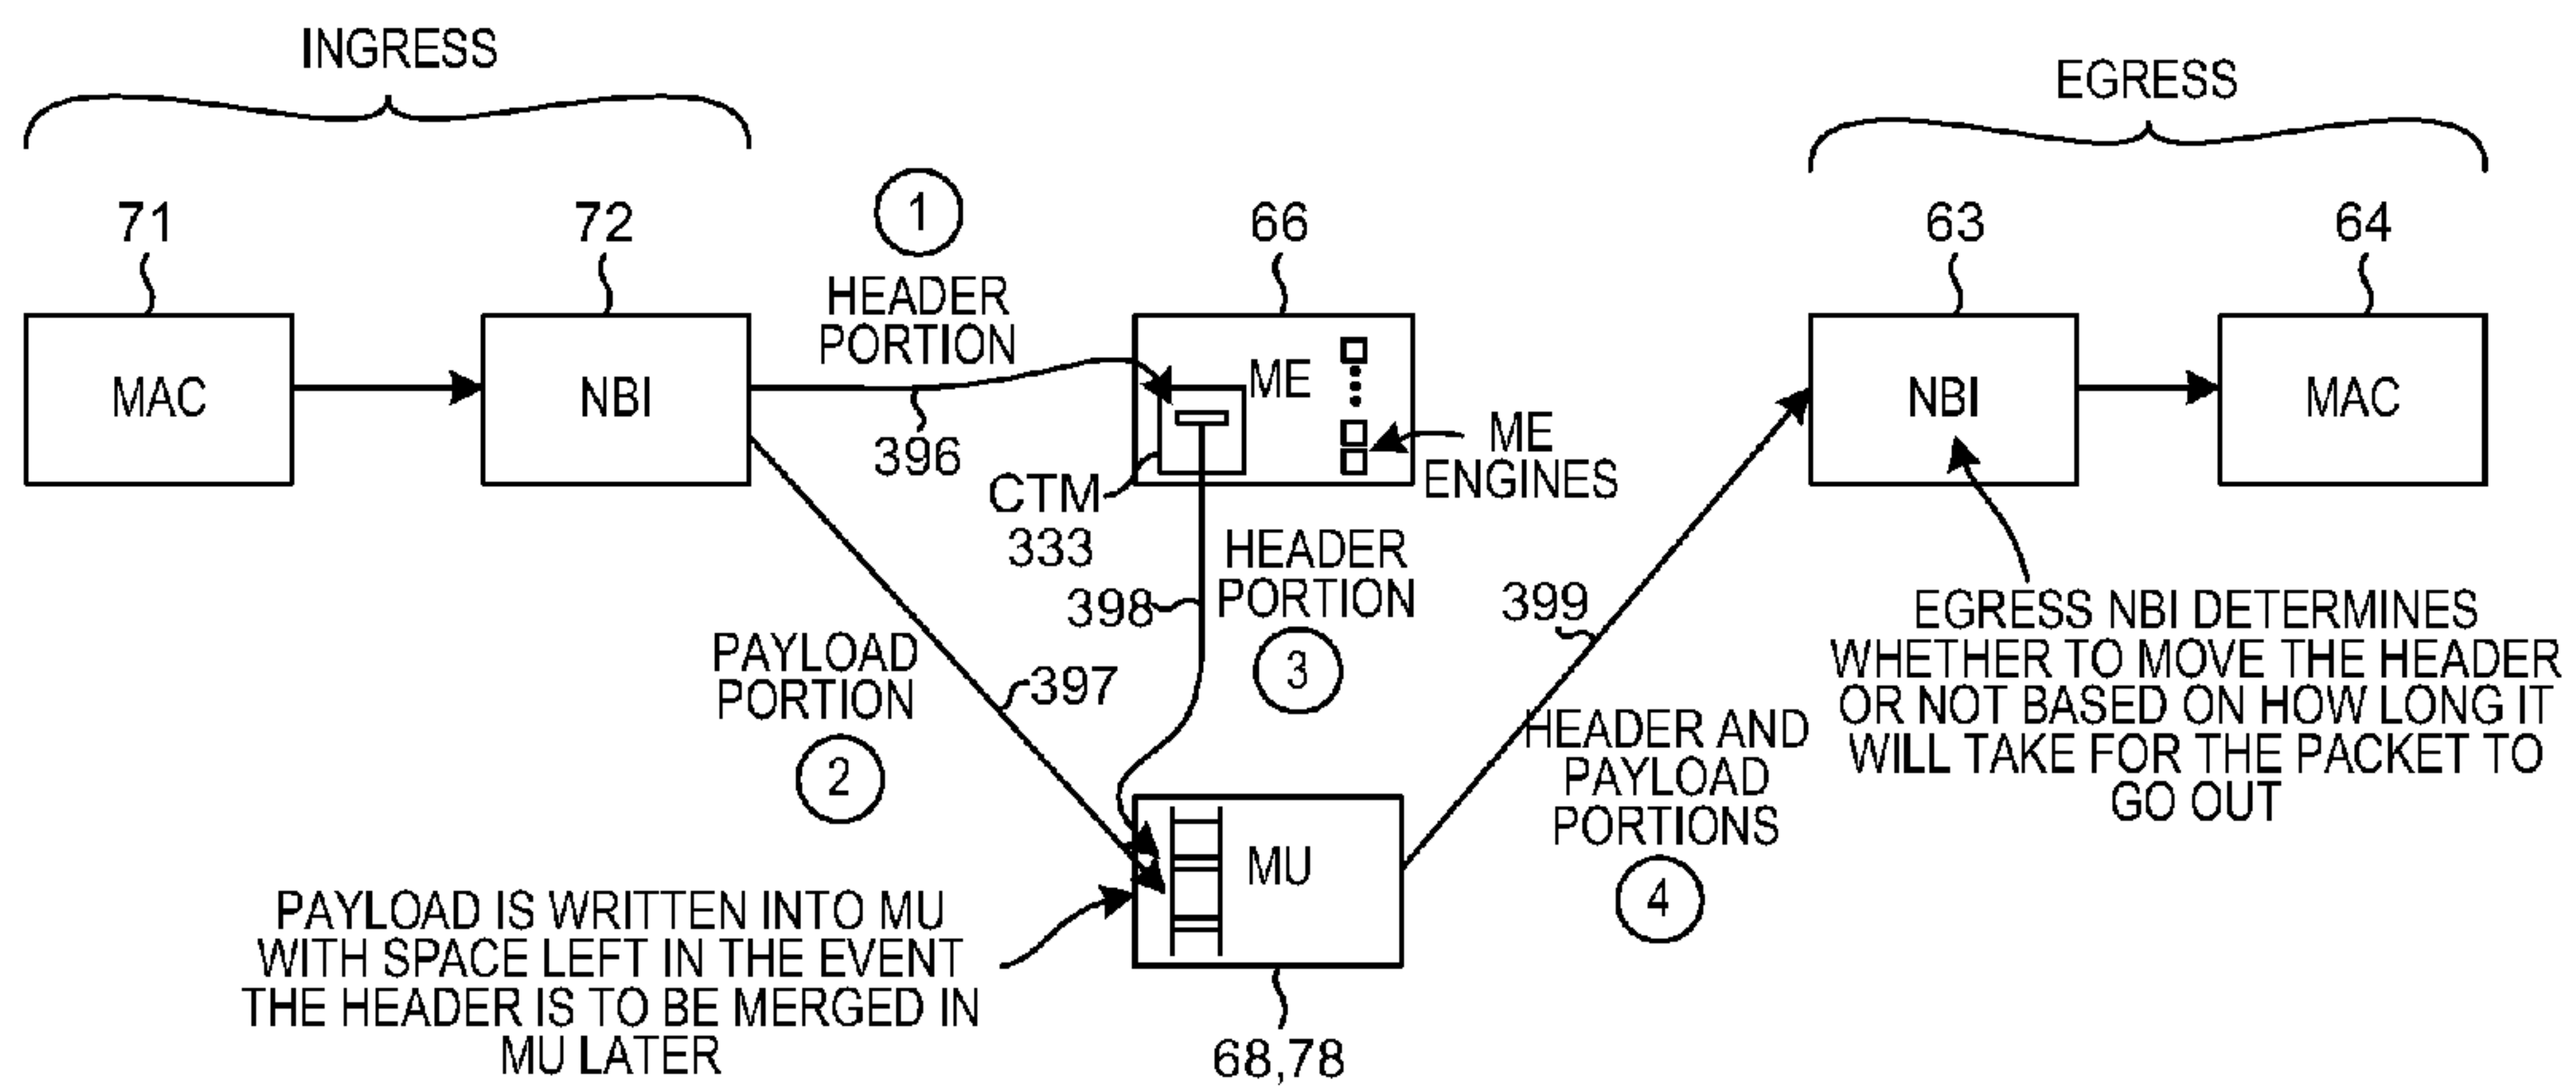 INGRESS
EGRESS
71
72
1
66
63
64
HEADER
PORTION
MAC
NBI
ME
NBI
MAC
396
ME
ENGINES
CTM
333
HEADER
PORTION
398
3
399
PAYLOAD
PORTION
397
2
EGRESS NBI DETERMINES
WHETHER TO MOVE THE HEADER
OR NOT BASED ON HOW LONG IT
WILL TAKE FOR THE PACKET TO
GO OUT
HEADER AND
PAYLOAD
PORTIONS
4
MU
PAYLOAD IS WRITTEN INTO MU
WITH SPACE LEFT IN THE EVENT
THE HEADER IS TO BE MERGED IN
MU LATER
68,78